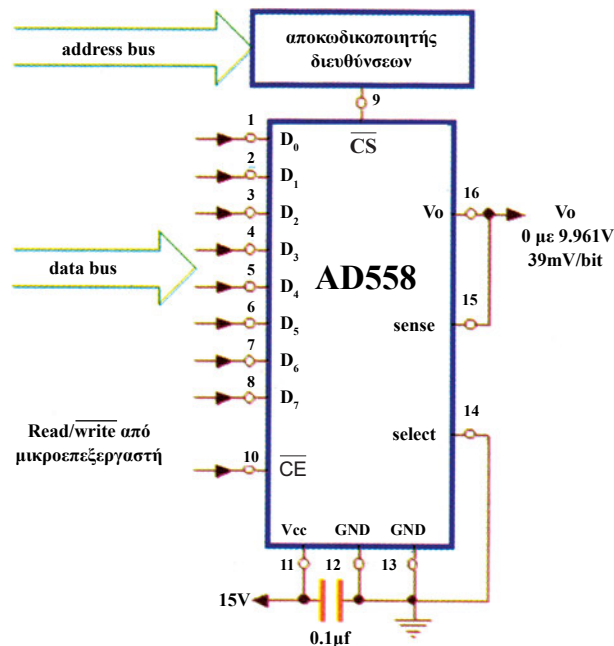 address bus
αποκωδικοποιητής
διευθύνσεων
9
CS
1
D0
2
D1
3
D2
4
D3
5
D4
6
D5
7
D6
8
D7
data bus
AD558
16
Vo
Vo
0 με 9.961V
39mV/bit
15
sense
14
select
Read/write από
μικροεπεξεργαστή
10
CE
Vcc
GND
GND
11
12
13
15V
0.1μf